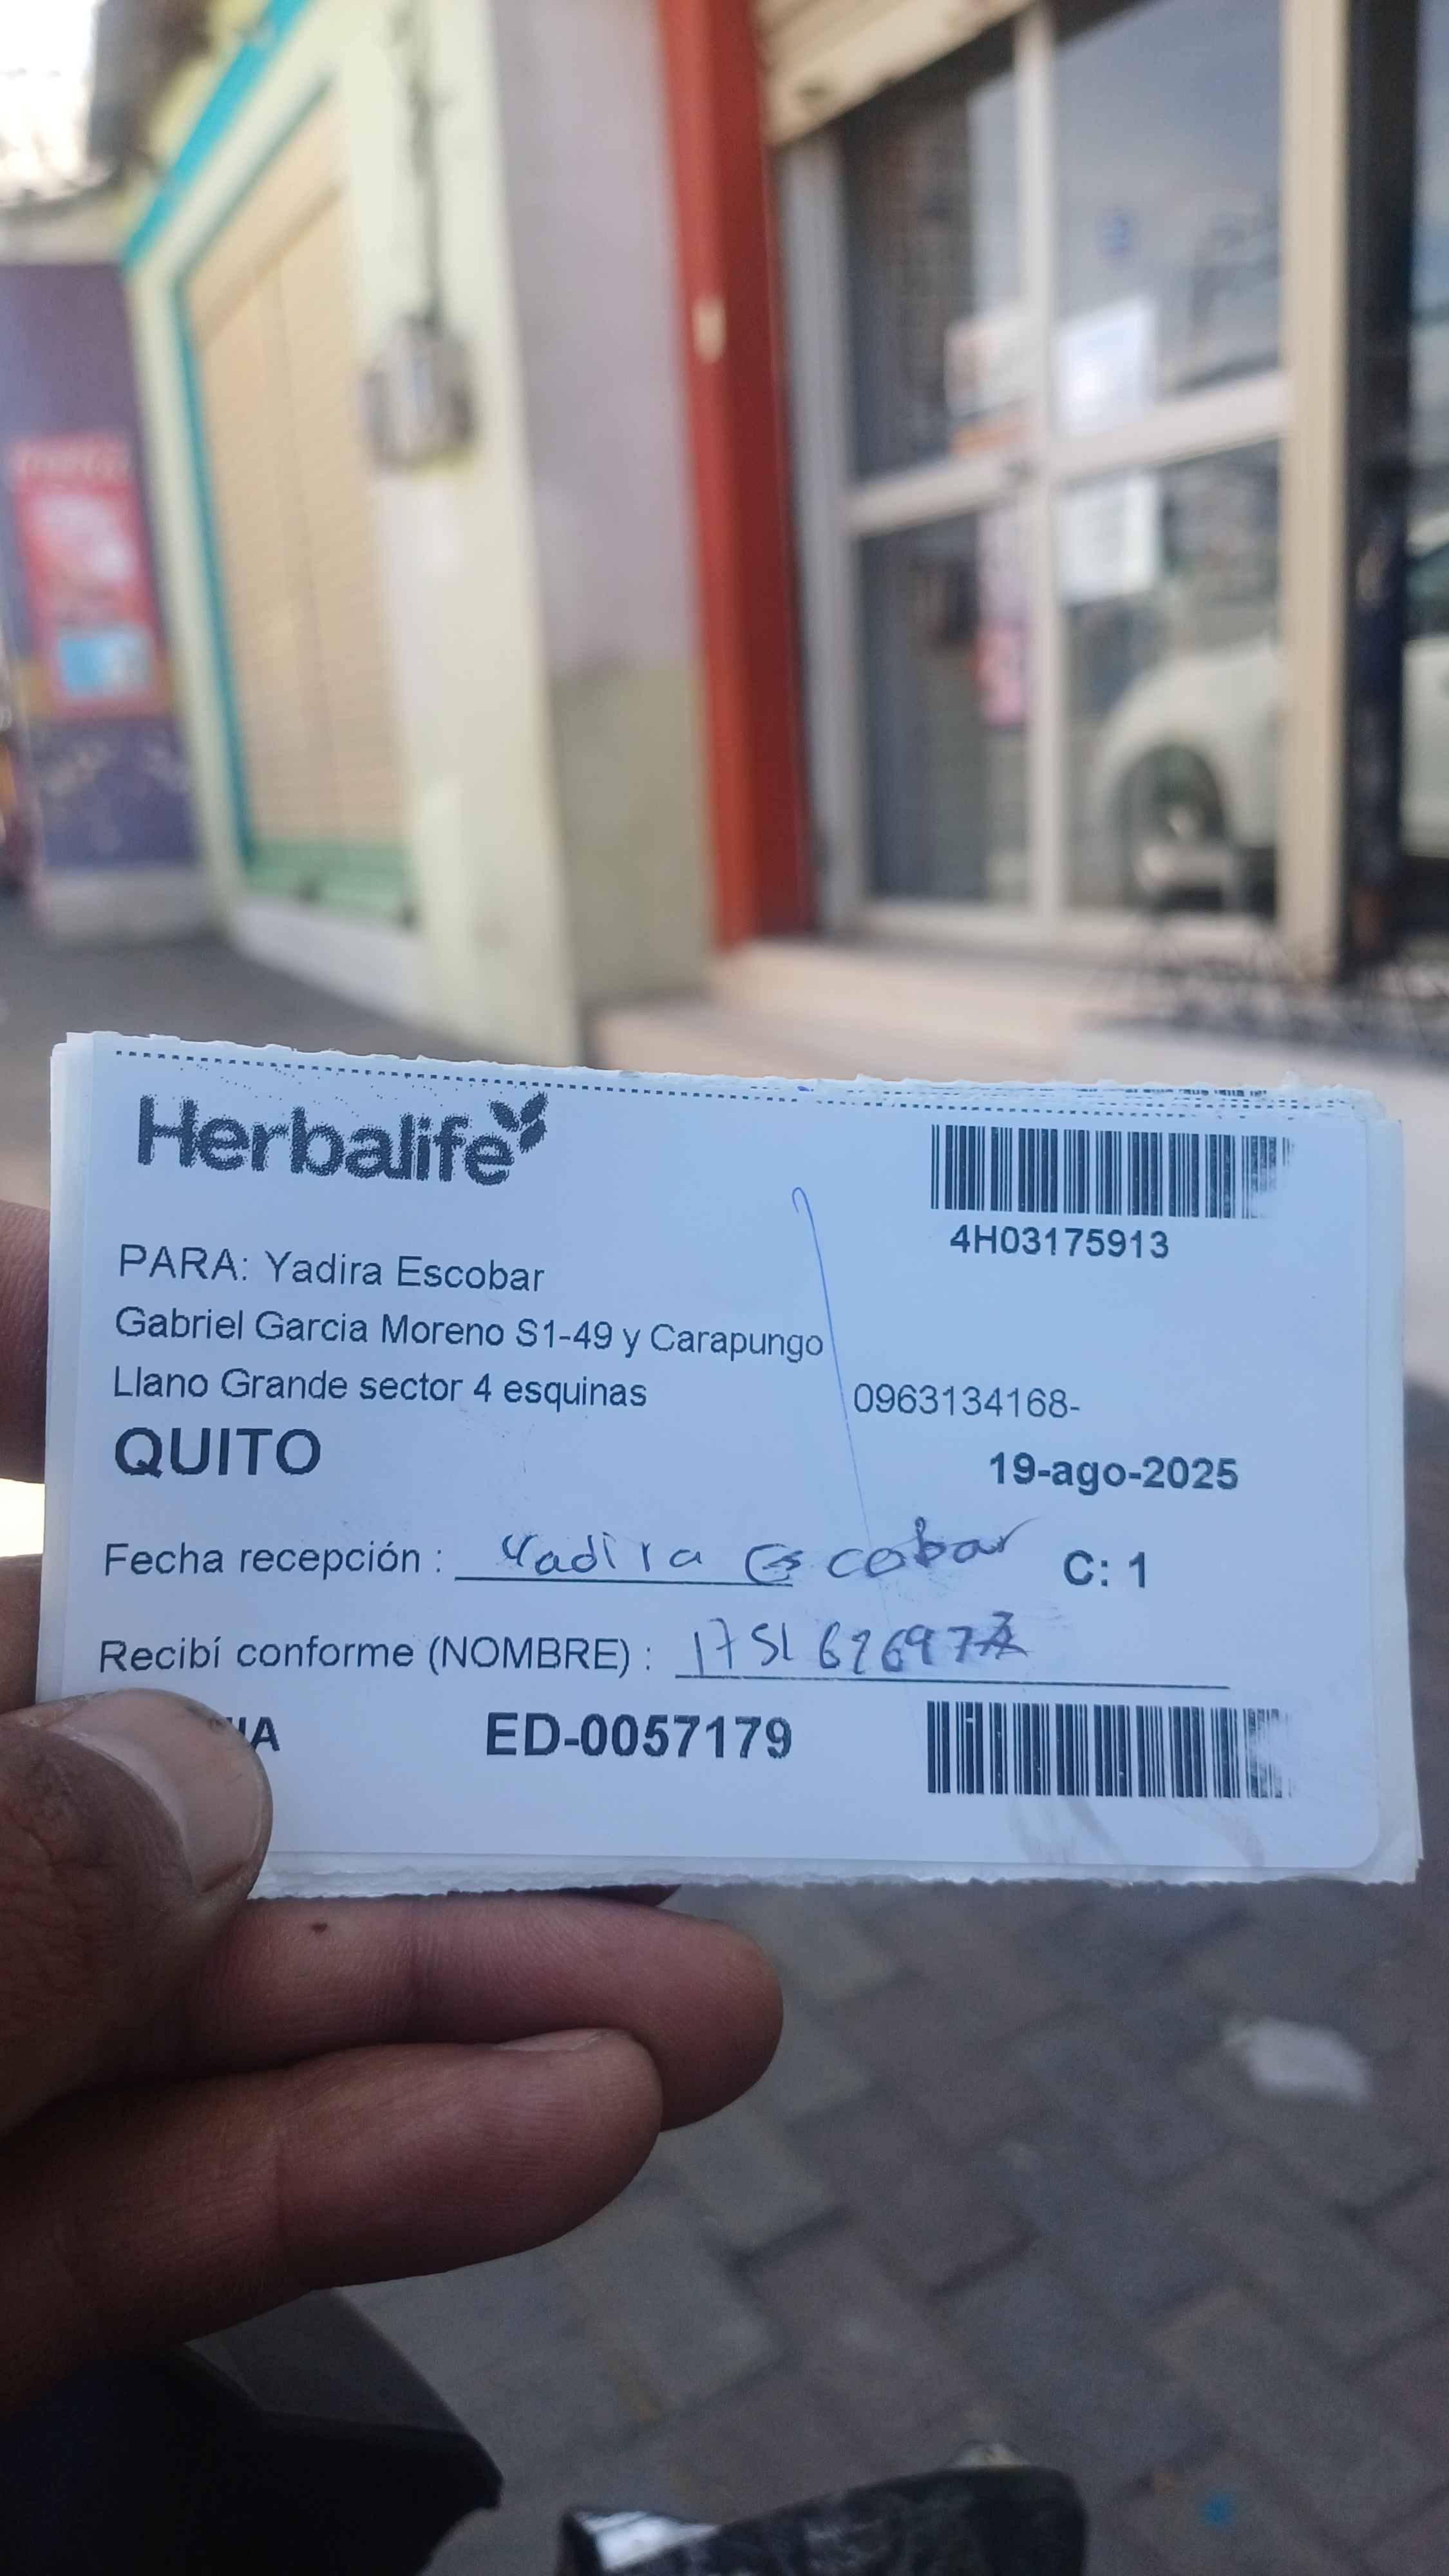 Herbalife
4H03175913
PARA: Yadira Escobar
Gabriel Garcia Moreno S1-49 y Carapungo
Llano Grande sector 4 esquinas
0963134168-
QUITO
19-ago-2025
Fecha recepción : Yadira Escobar
C: 1
Recibí conforme (NOMBRE) :
ED-0057179